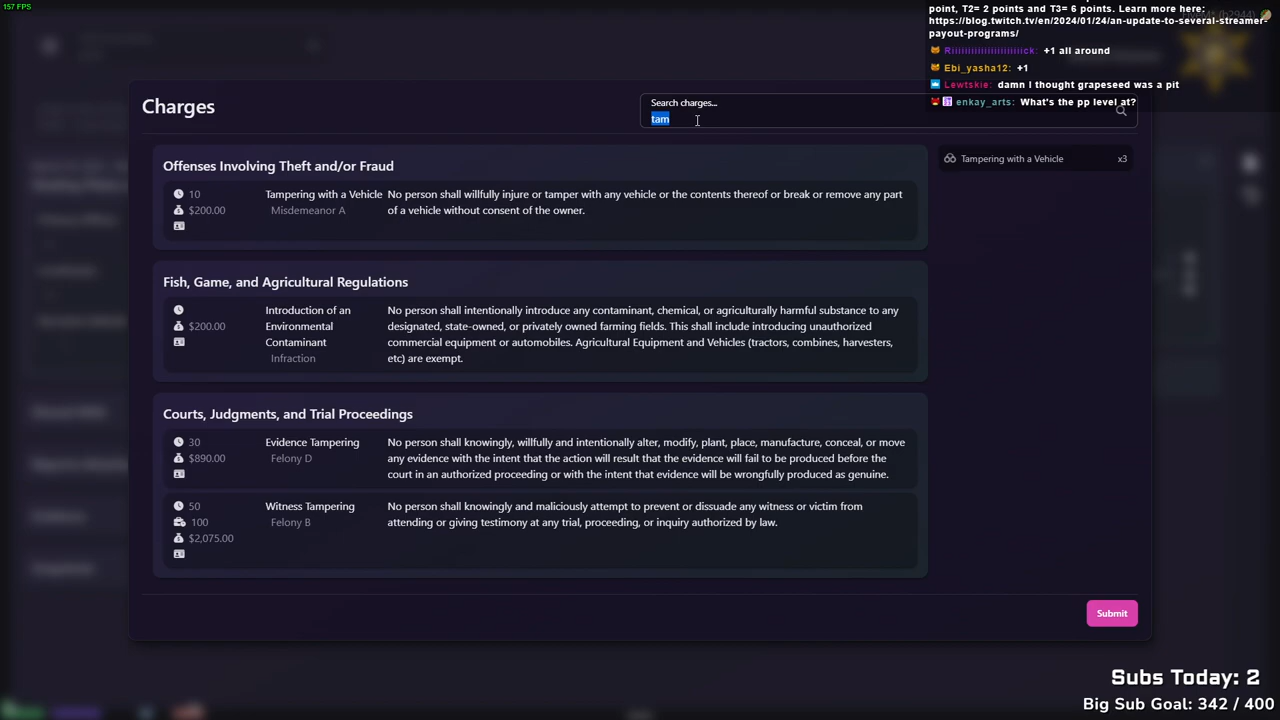 157 FPS
point, T2= 2 points and T3= 6 points. Learn more here:
https://blog.twitch.tv/en/2024/01/24/an-update-to-several-streamer-
payout-programs/
Riiiiiiiiiiiiiiiiiiiiick: +1 all around
Ebi_yasha12: +1
Lewtskie: damn I thought grapeseed was a pit
enkay_arts: What's the pp level at?
Charges
Search charges...
tam
Offenses Involving Theft and/or Fraud
10
Tampering with a Vehicle
No person shall willfully injure or tamper with any vehicle or the contents thereof or break or remove any part
$200.00
Misdemeanor A
of a vehicle without consent of the owner.
Tampering with a Vehicle
x3
Fish, Game, and Agricultural Regulations
Introduction of an
No person shall intentionally introduce any contaminant, chemical, or agriculturally harmful substance to any
$200.00
Environmental
designated, state-owned, or privately owned farming fields. This shall include introducing unauthorized
Contaminant
commercial equipment or automobiles. Agricultural Equipment and Vehicles (tractors, combines, harvesters,
Infraction
etc) are exempt.
Courts, Judgments, and Trial Proceedings
30
Evidence Tampering
No person shall knowingly, willfully and intentionally alter, modify, plant, place, manufacture, conceal, or move
$890.00
Felony D
any evidence with the intent that the action will result that the evidence will fail to be produced before the
court in an authorized proceeding or with the intent that evidence will be wrongfully produced as genuine.
50
Witness Tampering
No person shall knowingly and maliciously attempt to prevent or dissuade any witness or victim from
100
Felony B
attending or giving testimony at any trial, proceeding, or inquiry authorized by law.
$2,075.00
Submit
Subs Today: 2
Big Sub Goal: 342 / 400